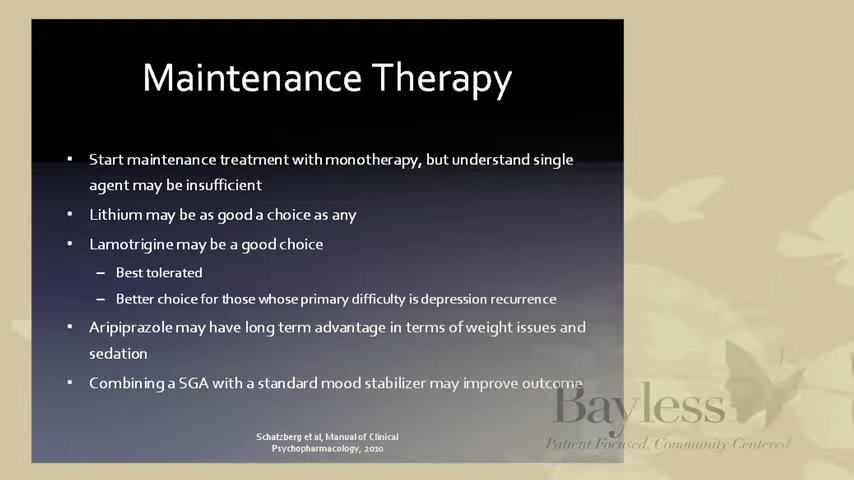 Maintenance Therapy
• Start maintenance treatment with monotherapy, but understand single
agent may be insufficient
• Lithium may be as good a choice as any
• Lamotrigine may be a good choice
– Best tolerated
– Better choice for those whose primary difficulty is depression recurrence
• Aripiprazole may have long term advantage in terms of weight issues and
sedation
• Combining a SGA with a standard mood stabilizer may improve outcome
Schatzberg et al, Manual of Clinical
Psychopharmacology, 2010
Bayless
Patient Focused, Community Centered